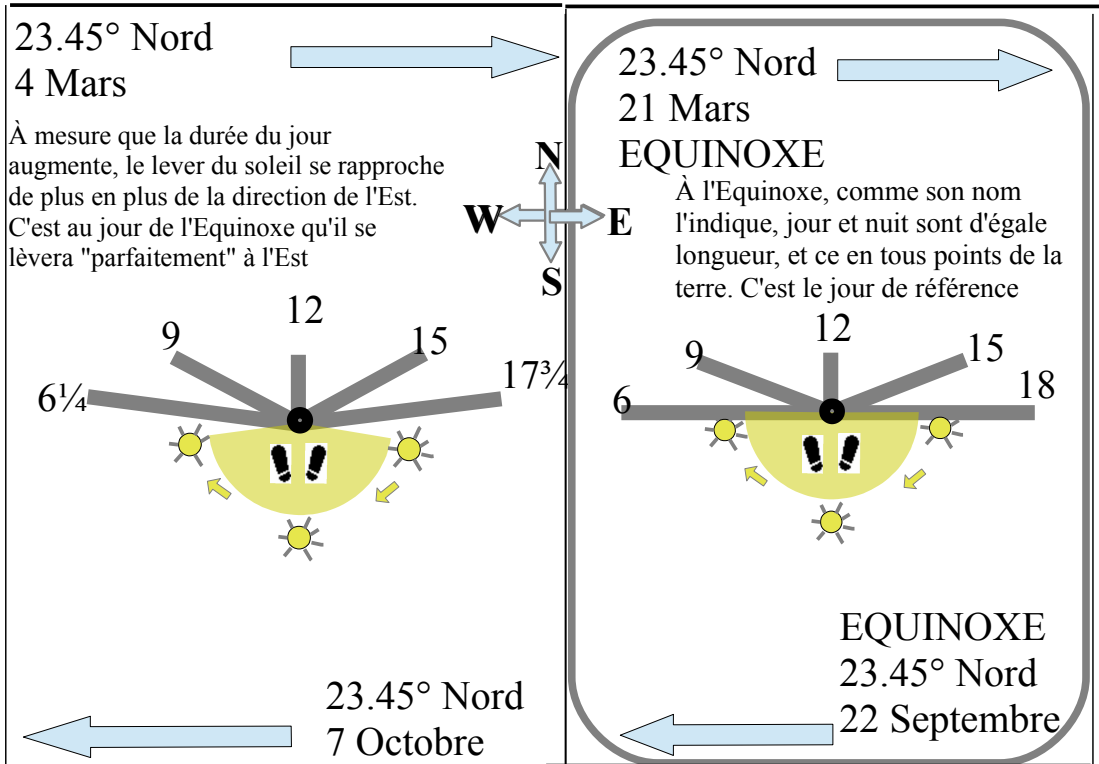 23.45° Nord
4 Mars
À mesure que la durée du jour
augmente, le lever du soleil se rapproche
de plus en plus de la direction de l'Est.
C'est au jour de l'Equinoxe qu'il se
lèvera "parfaitement" à l'Est
6¼
9
12
15
17¾
23.45° Nord
7 Octobre
N
W
E
S
23.45° Nord
21 Mars
EQUINOXE
À l'Equinoxe, comme son nom
l'indique, jour et nuit sont d'égale
longueur, et ce en tous points de la
terre. C'est le jour de référence
6
9
12
15
18
EQUINOXE
23.45° Nord
22 Septembre